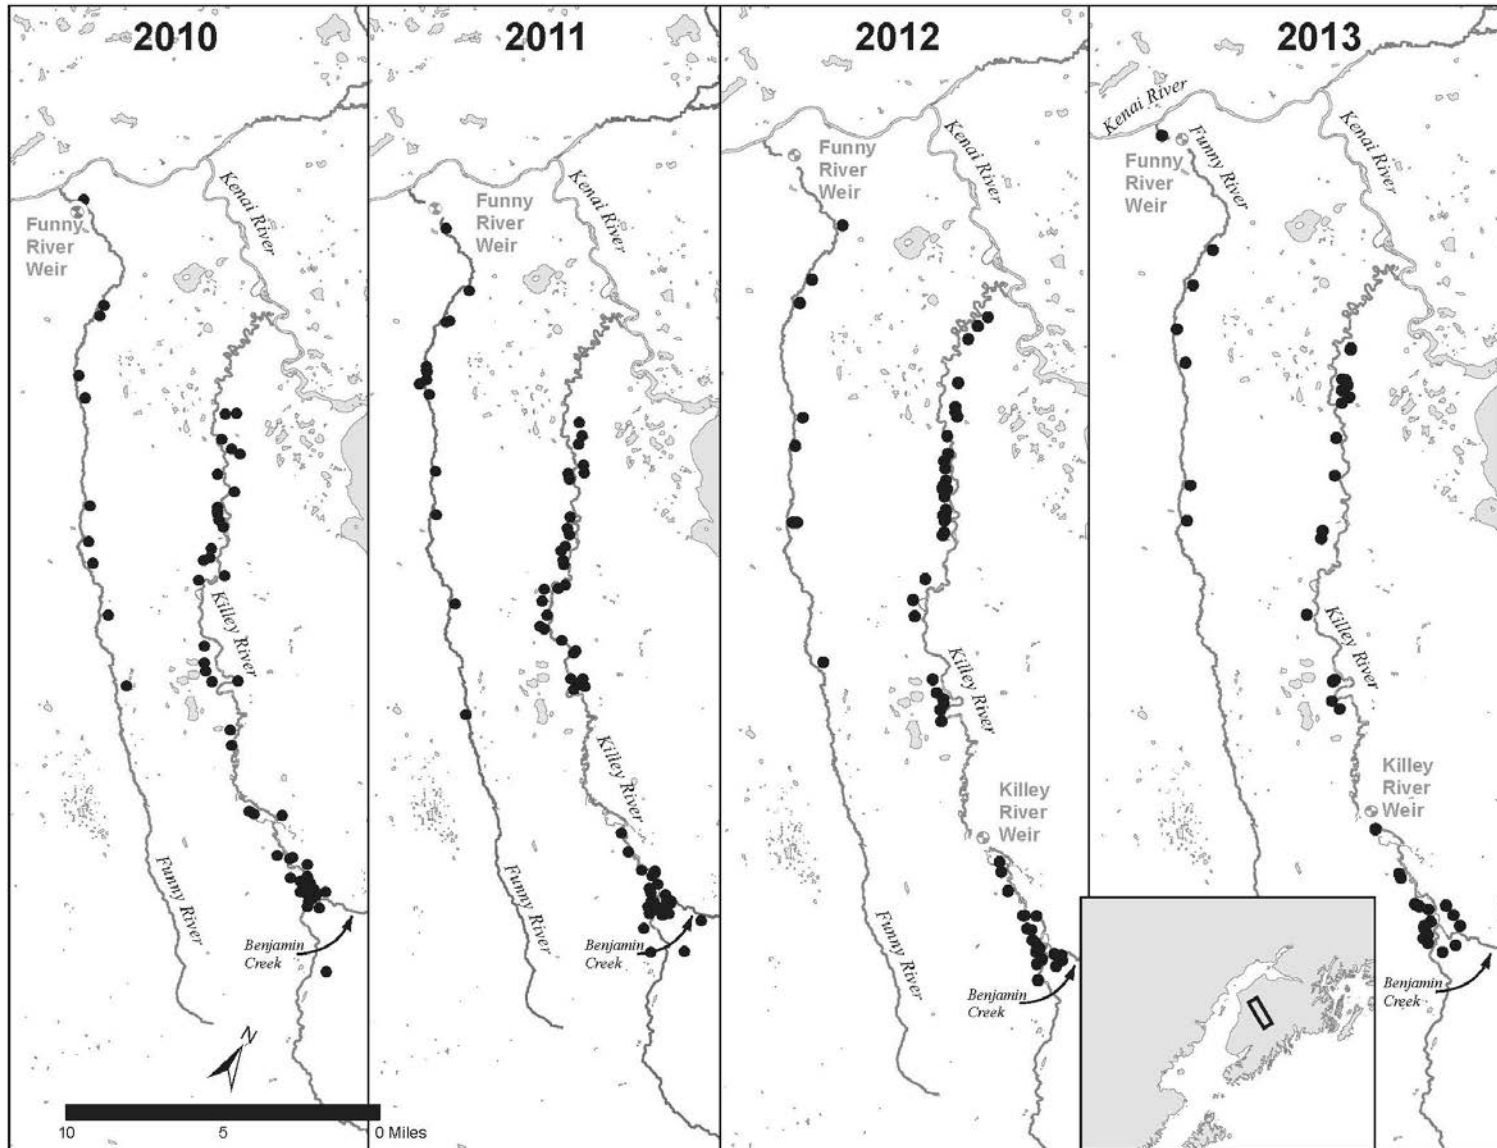 2010
Kenai River
Funny
River
Weir
Killey River
Funny River
Benjamin
Creek
N
10
5
0 Miles
2011
Kenai River
Funny
River
Weir
Killey River
Funny River
Benjamin
Creek
2012
Kenai River
Funny
River
Weir
Killey River
Killey
River
Weir
Funny River
Benjamin
Creek
2013
Kenai River
Kenai River
Funny River
Funny
River
Weir
Killey River
Killey
River
Weir
Benjamin
Creek